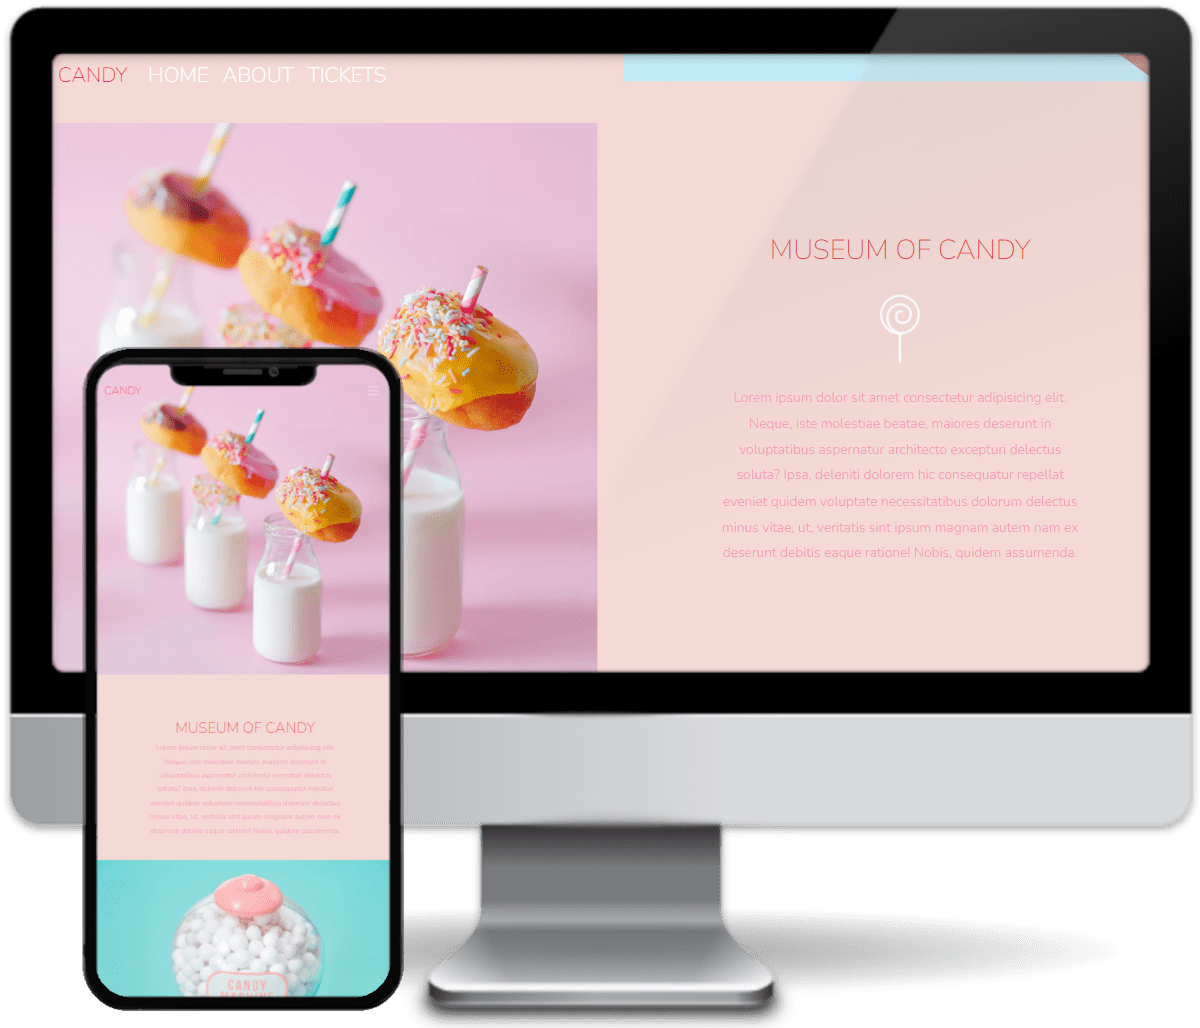 CANDY HOME ABOUT TICKETS
MUSEUM OF CANDY
Lorem ipsum dolor sit amet consectetur adipisicing elit.
Neque, iste molestiae beatae, maiores deserunt in
voluptatibus aspernatur architecto excepturi delectus
soluta? Ipsa, deleniti dolorem hic consequatur repellat
eveniet quidem voluptate necessitatibus dolorum delectus
minus vitae, ut, veritatis sint ipsum magnam autem nam ex
deserunt debitis eaque ratione! Nobis, quidem assumenda.
CANDY
MUSEUM OF CANDY
Lorem ipsum dolor sit amet consectetur adipisicing elit.
Neque, iste molestiae beatae, maiores deserunt in
voluptatibus aspernatur architecto excepturi delectus
soluta? Ipsa, deleniti dolorem hic consequatur repellat
eveniet quidem voluptate necessitatibus dolorum delectus
minus vitae, ut, veritatis sint ipsum magnam autem nam ex
deserunt debitis eaque ratione! Nobis, quidem assumenda.
CANDY
MACHINE